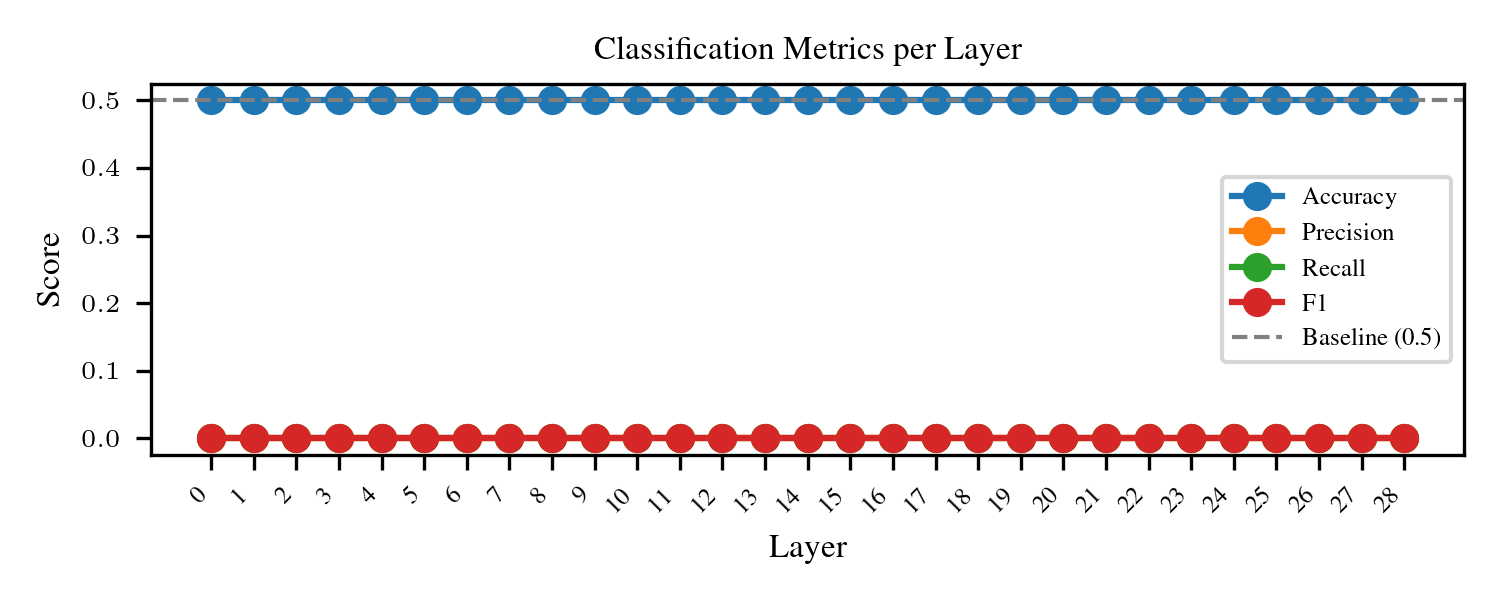 Classification Metrics per Layer
Score
0.5
0.4
0.3
0.2
0.1
0.0
Accuracy
Precision
Recall
F1
Baseline (0.5)
0 1 2 3 4 5 6 7 8 9 10 11 12 13 14 15 16 17 18 19 20 21 22 23 24 25 26 27 28
Layer